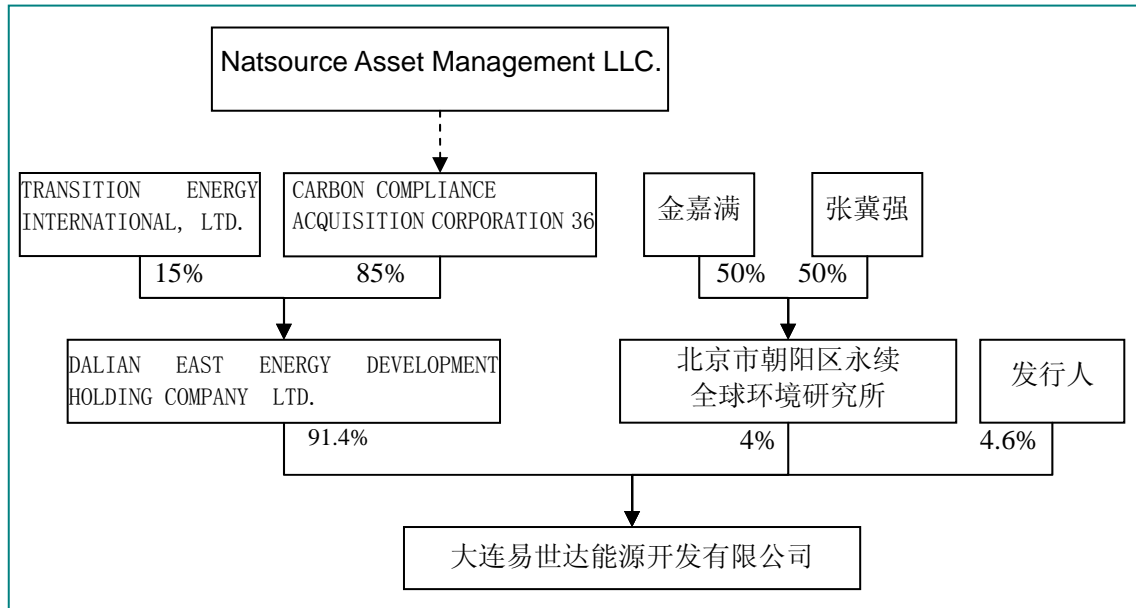 Natsource Asset Management LLC.
TRANSITION ENERGY
INTERNATIONAL, LTD.
CARBON COMPLIANCE
ACQUISITION CORPORATION 36
金嘉满
张冀强
15%
85%
50%
50%
DALIAN EAST ENERGY DEVELOPMENT
HOLDING COMPANY LTD.
北京市朝阳区永续
全球环境研究所
发行人
91.4%
4%
4.6%
大连易世达能源开发有限公司